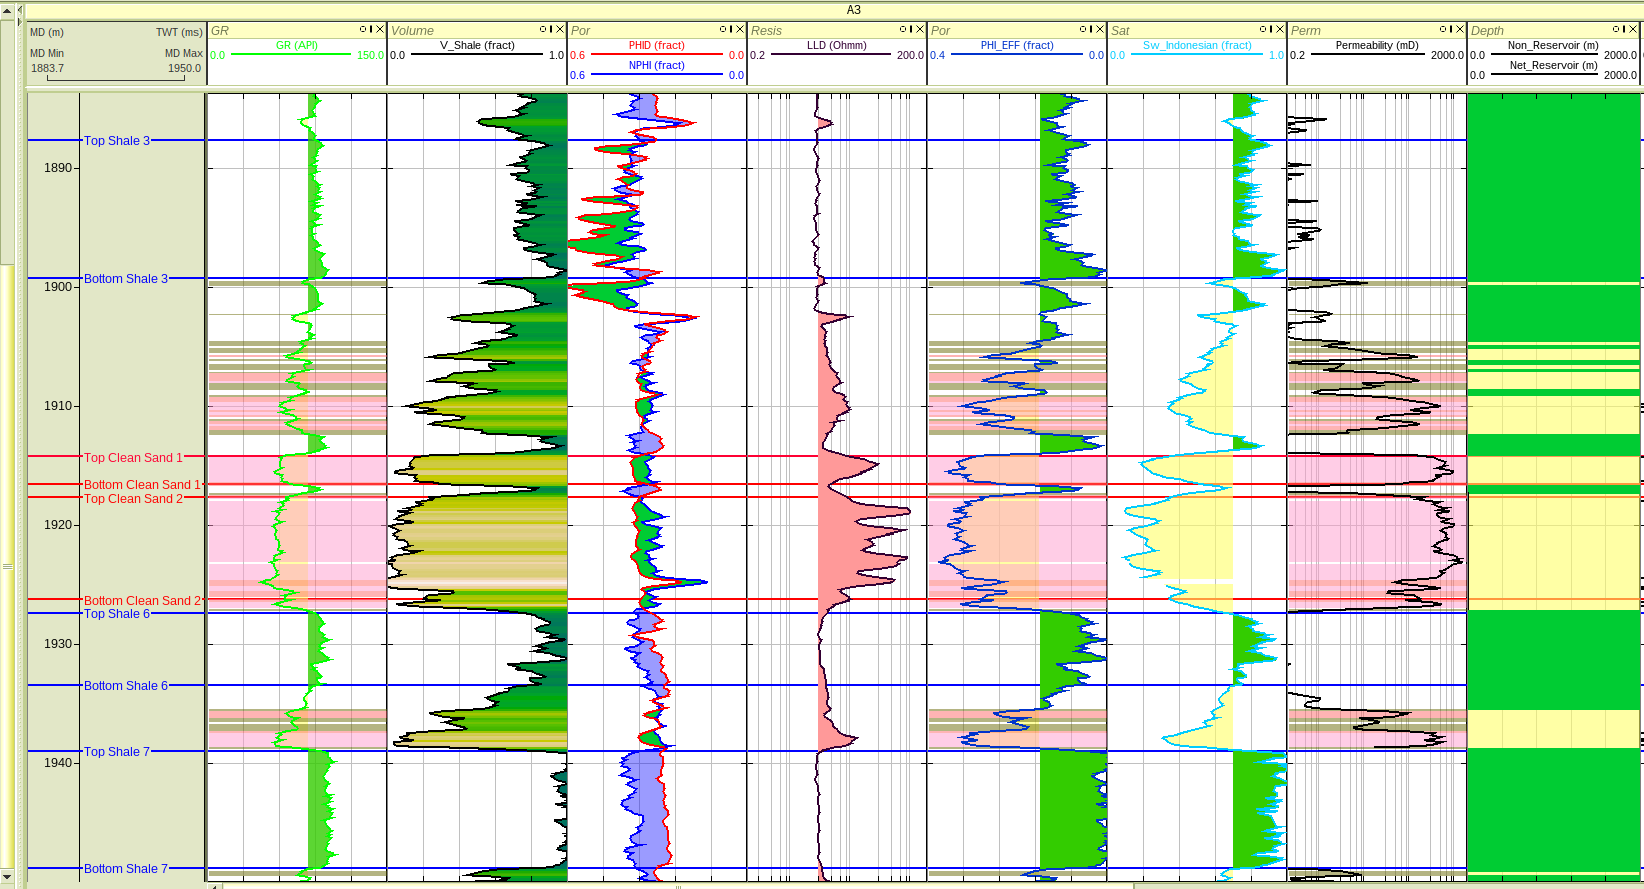 A3
MD (m) TWT (ms)
MD Min MD Max
1883.7 1950.0
GR
GR (API)
0.0 150.0
Volume
V_Shale (fract)
0.0 1.0
Por
PHID (fract)
0.6 0.0
NPHI (fract)
0.6 0.0
Resis
LLD (Ohmm)
0.2 200.0
Por
PHI_EFF (fract)
0.4 0.0
Sat
Sw_Indonesian (fract)
0.0 1.0
Perm
Permeability (mD)
0.2 2000.0
Depth
Non_Reservoir (m)
0.0 2000.0
Net_Reservoir (m)
0.0 2000.0
Top Shale 3
1890
Bottom Shale 3
1900
1910
Top Clean Sand 1
Bottom Clean Sand 1
Top Clean Sand 2
1920
Bottom Clean Sand 2
Top Shale 6
1930
Bottom Shale 6
Top Shale 7
1940
Bottom Shale 7